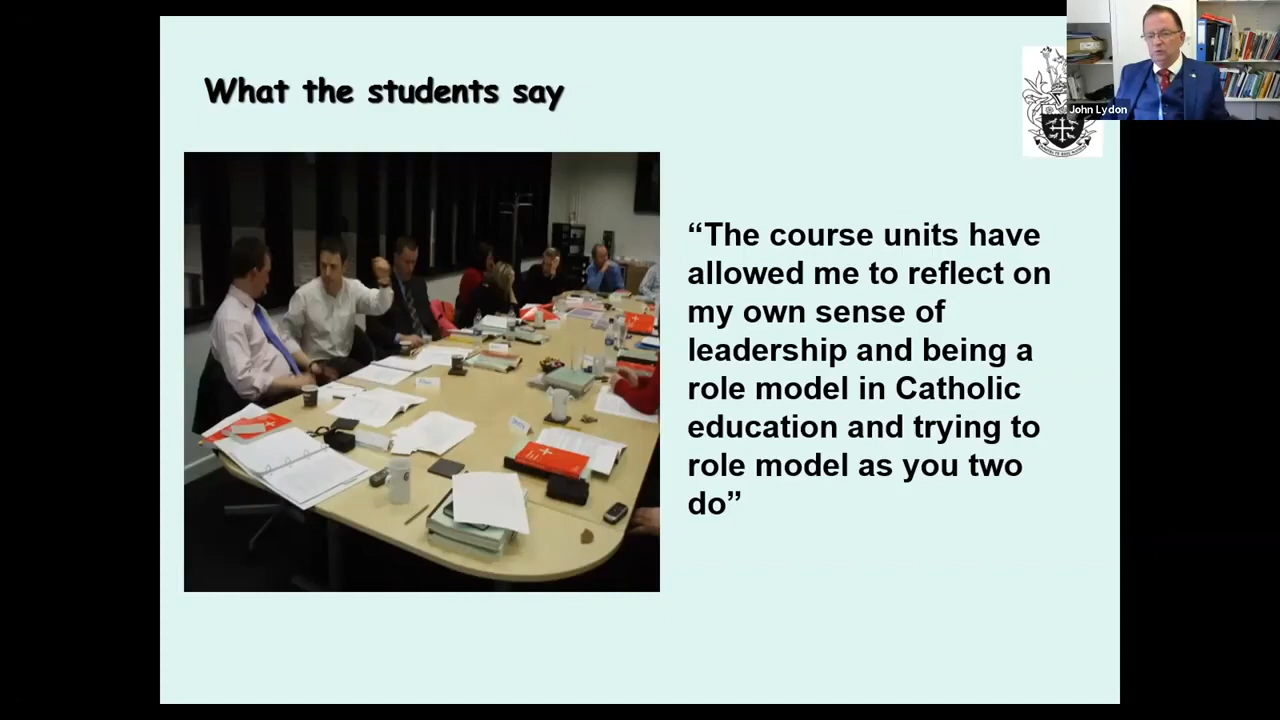 What the students say
John Lydon
“The course units have
allowed me to reflect on
my own sense of
leadership and being a
role model in Catholic
education and trying to
role model as you two
do”